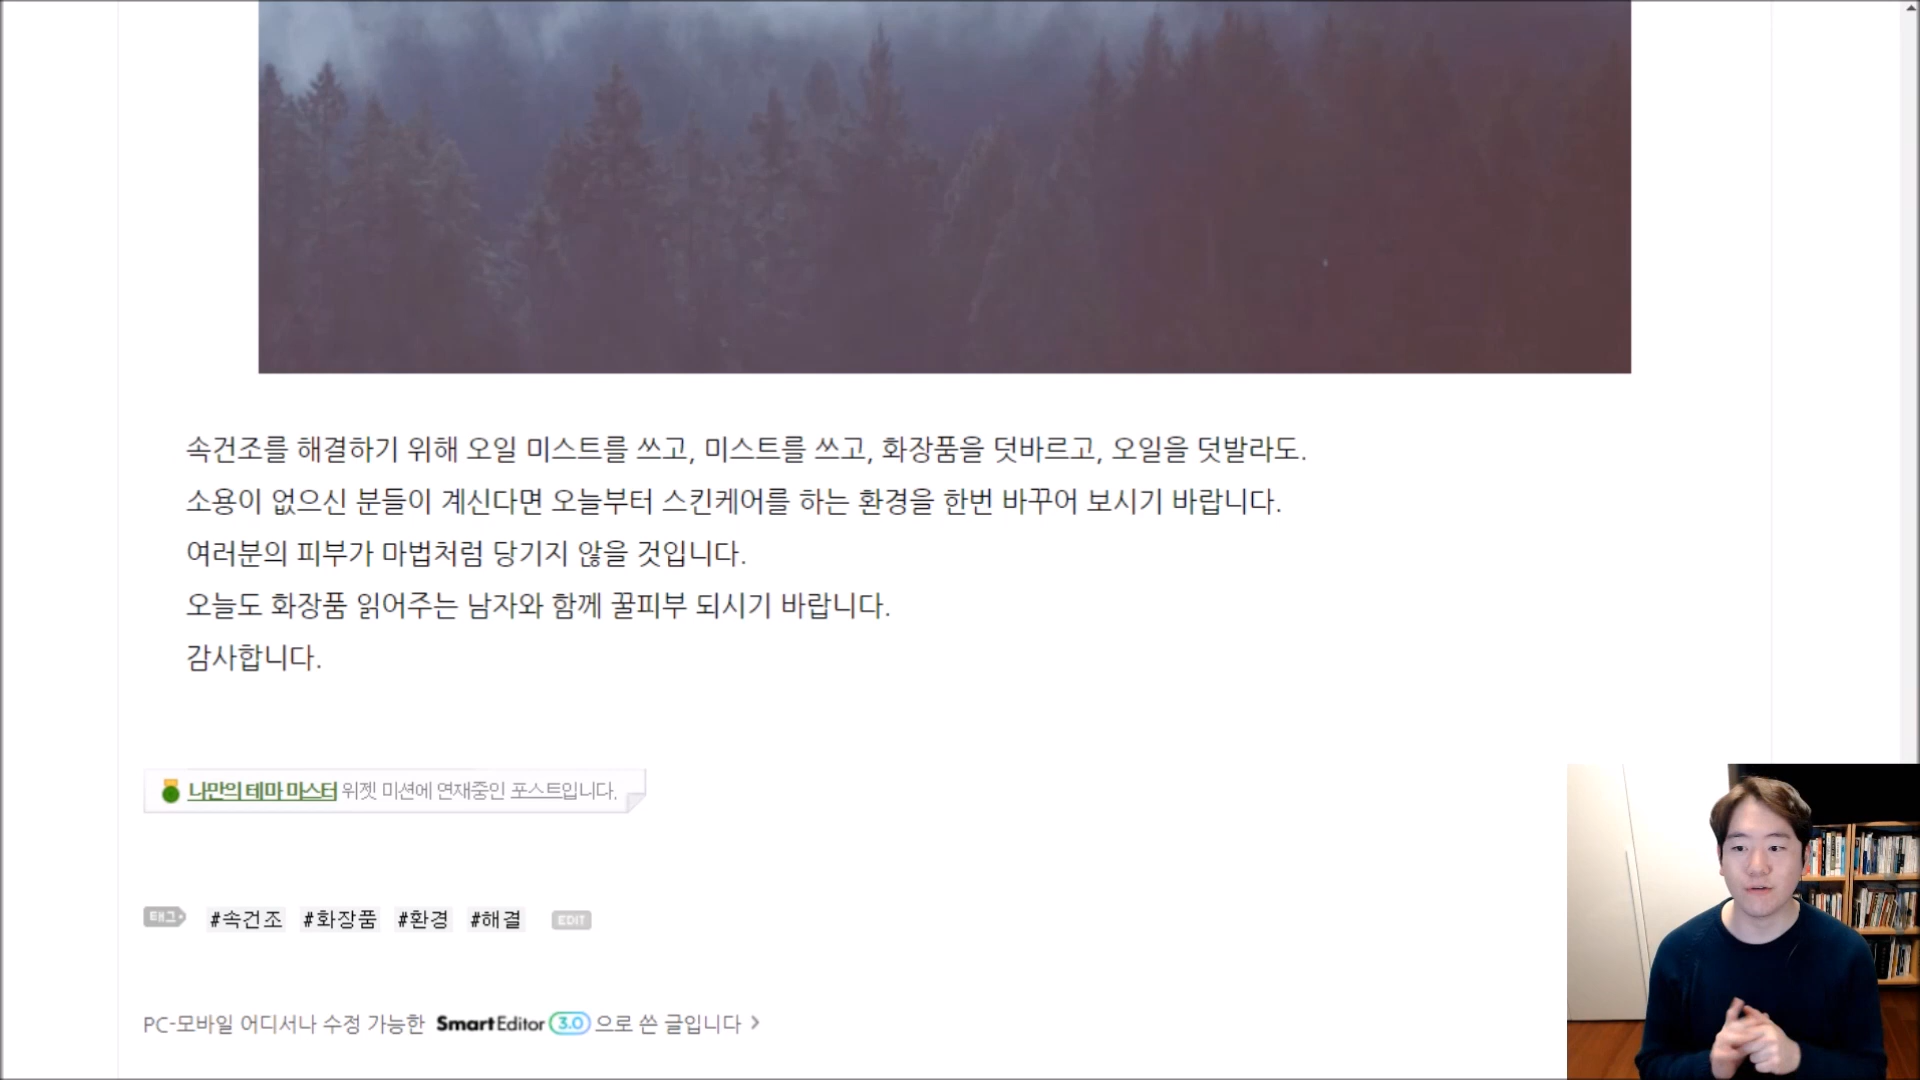 속건조를 해결하기 위해 오일 미스트를 쓰고, 미스트를 쓰고, 화장품을 덧바르고, 오일을 덧발라도.
소용이 없으신 분들이 계신다면 오늘부터 스킨케어를 하는 환경을 한번 바꾸어 보시기 바랍니다.
여러분의 피부가 마법처럼 당기지 않을 것입니다.
오늘도 화장품 읽어주는 남자와 함께 꿀피부 되시기 바랍니다.
감사합니다.
나만의 테마 마스터 위젯 미션에 연재중인 포스트입니다.
태그 #속건조 #화장품 #환경 #해결 EDIT
PC-모바일 어디서나 수정 가능한 SmartEditor 3.0 으로 쓴 글입니다